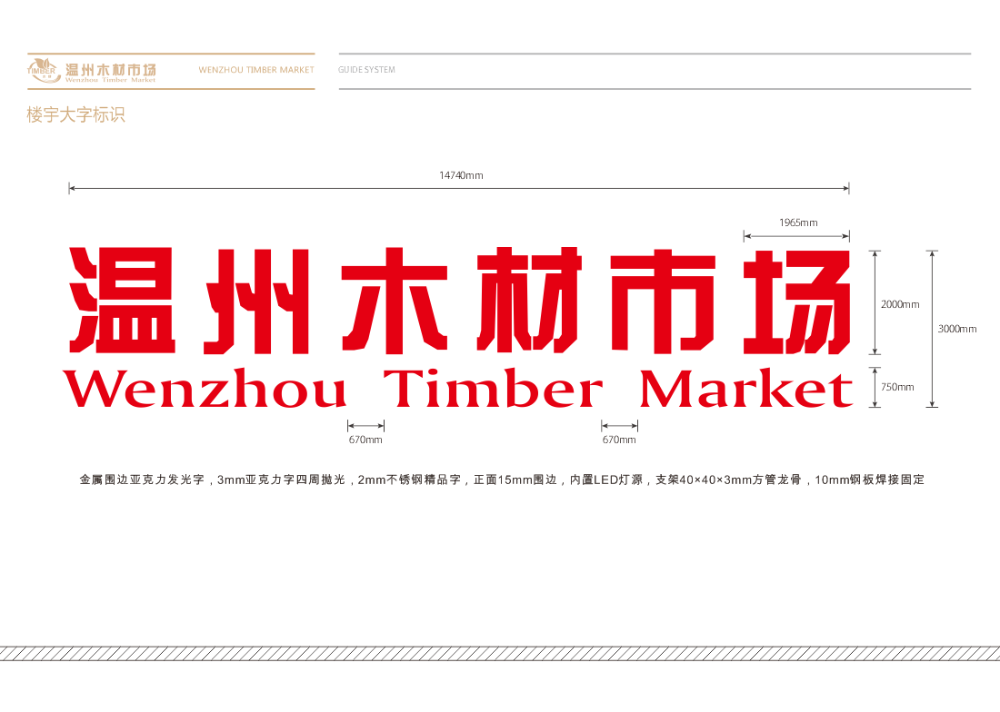 TIMBER
温州木材市场
Wenzhou Timber Market
WENZHOU TIMBER MARKET
GUIDE SYSTEM
楼宇大字标识
14740mm
1965mm
温州木材市场
2000mm
3000mm
Wenzhou Timber Market
750mm
670mm
670mm
金属围边亚克力发光字，3mm亚克力字四周抛光，2mm不锈钢精品字，正面15mm围边，内置LED灯源，支架40×40×3mm方管龙骨，10mm钢板焊接固定